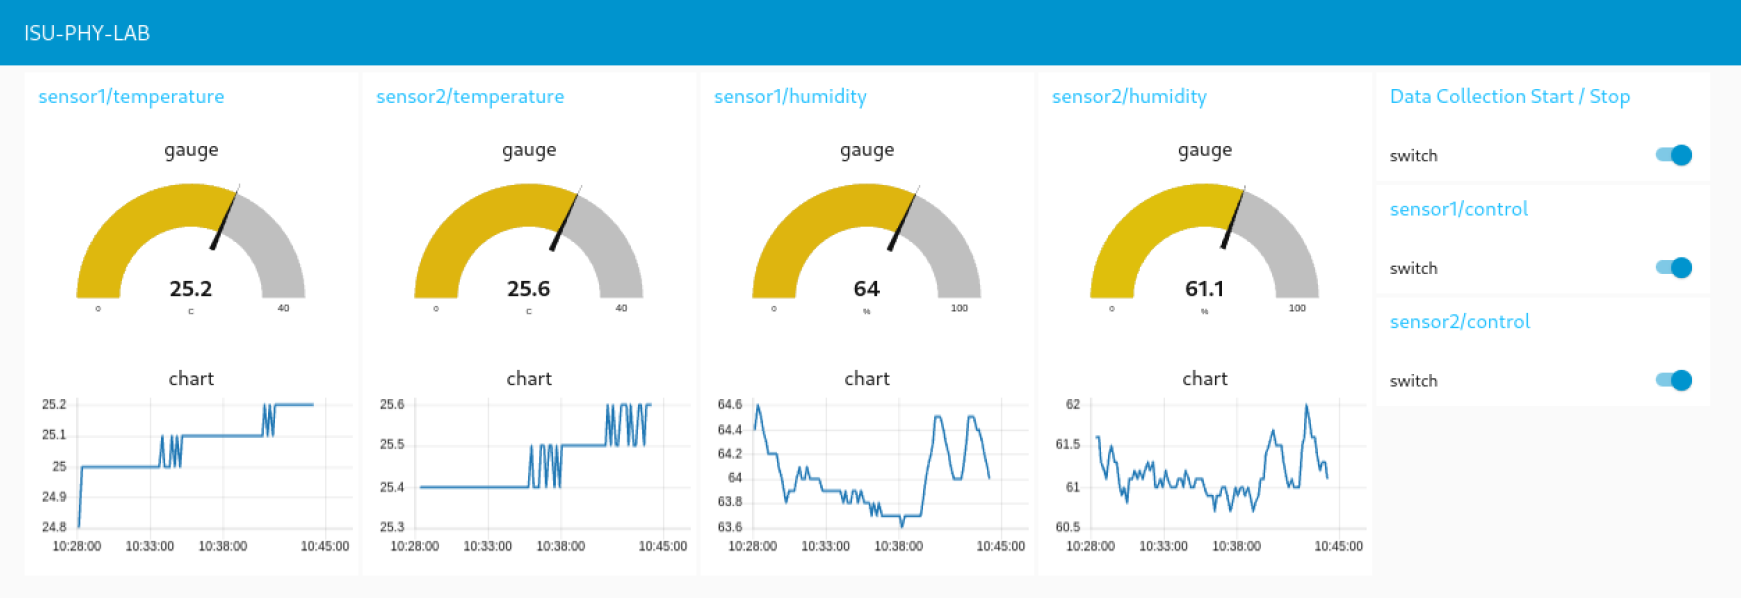 ISU-PHY-LAB
sensor1/temperature
gauge
25.2
C
0
40
chart
25.2
25.1
25
24.9
24.8
10:28:00
10:33:00
10:38:00
10:45:00
sensor2/temperature
gauge
25.6
C
0
40
chart
25.6
25.5
25.4
25.3
10:28:00
10:33:00
10:38:00
10:45:00
sensor1/humidity
gauge
64
%
0
100
chart
64.6
64.4
64.2
64
63.8
63.6
10:28:00
10:33:00
10:38:00
10:45:00
sensor2/humidity
gauge
61.1
%
0
100
chart
62
61.5
61
60.5
10:28:00
10:33:00
10:38:00
10:45:00
Data Collection Start / Stop
switch
sensor1/control
switch
sensor2/control
switch